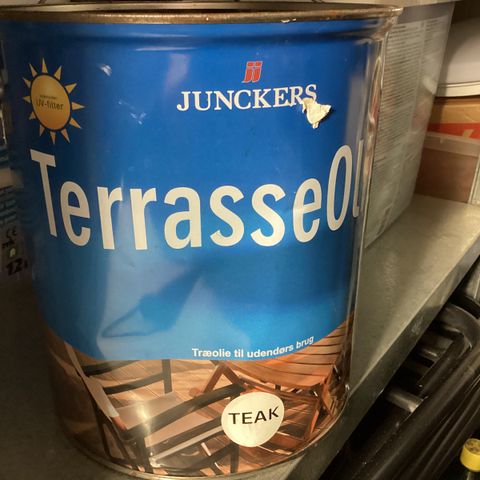 UV-filter
JUNCKERS
TerrasseOl
Træolie til udendørs brug
TEAK